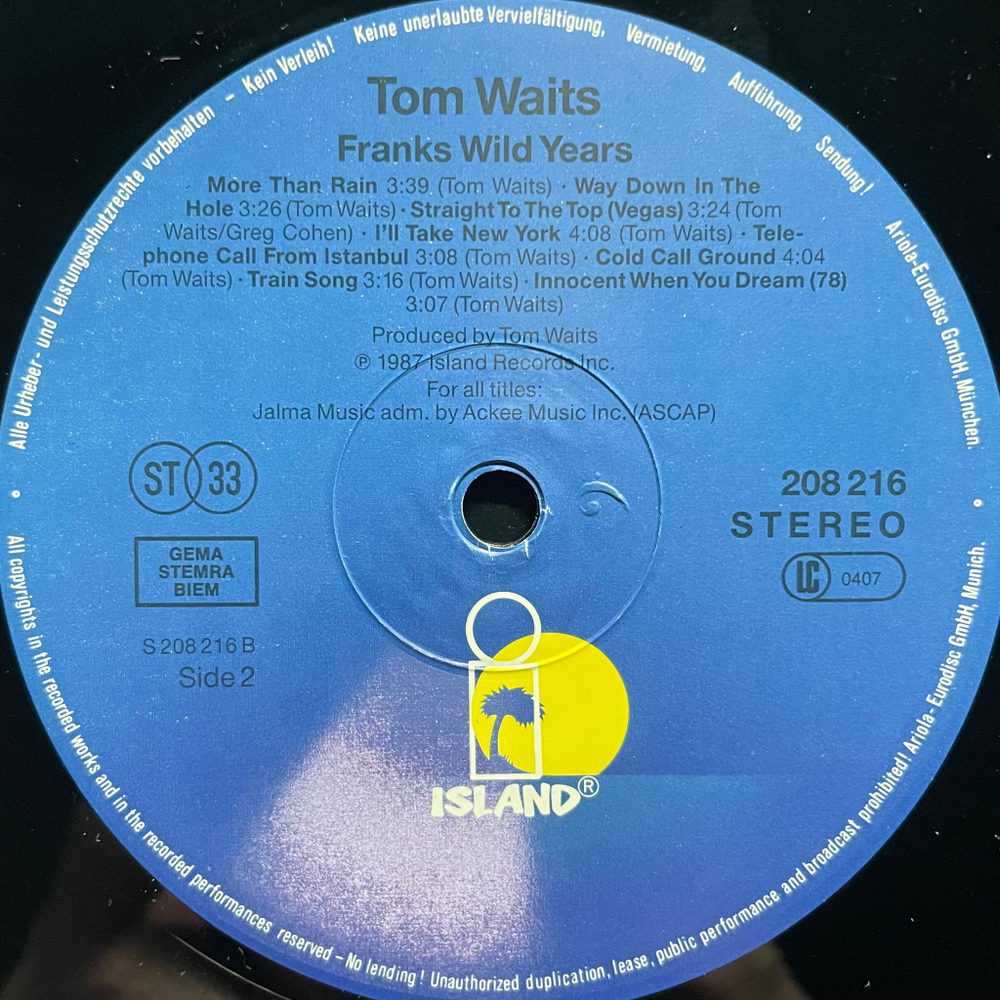 Alle Urheber- und Leistungsschutzrechte vorbehalten – Kein Verleih! Keine unerlaubte Vervielfältigung, Vermietung, Aufführung, Sendung! Ariola-Eurodisc GmbH, München.
Tom Waits
Franks Wild Years
More Than Rain 3:39 (Tom Waits) · Way Down In The
Hole 3:26 (Tom Waits) · Straight To The Top (Vegas) 3:24 (Tom
Waits/Greg Cohen) · I'll Take New York 4:08 (Tom Waits) · Tele-
phone Call From Istanbul 3:08 (Tom Waits) · Cold Call Ground 4:04
(Tom Waits) · Train Song 3:16 (Tom Waits) · Innocent When You Dream (78)
3:07 (Tom Waits)
Produced by Tom Waits
℗ 1987 Island Records Inc.
For all titles:
Jalma Music adm. by Ackee Music Inc. (ASCAP)
ST 33
208 216
STEREO
GEMA
STEMRA
BIEM
LC 0407
S 208 216 B
Side 2
ISLAND®
All copyrights in the recorded works and in the recorded performances reserved – No lending! Unauthorized duplication, lease, public performance and broadcast prohibited! Ariola-Eurodisc GmbH, Munich.